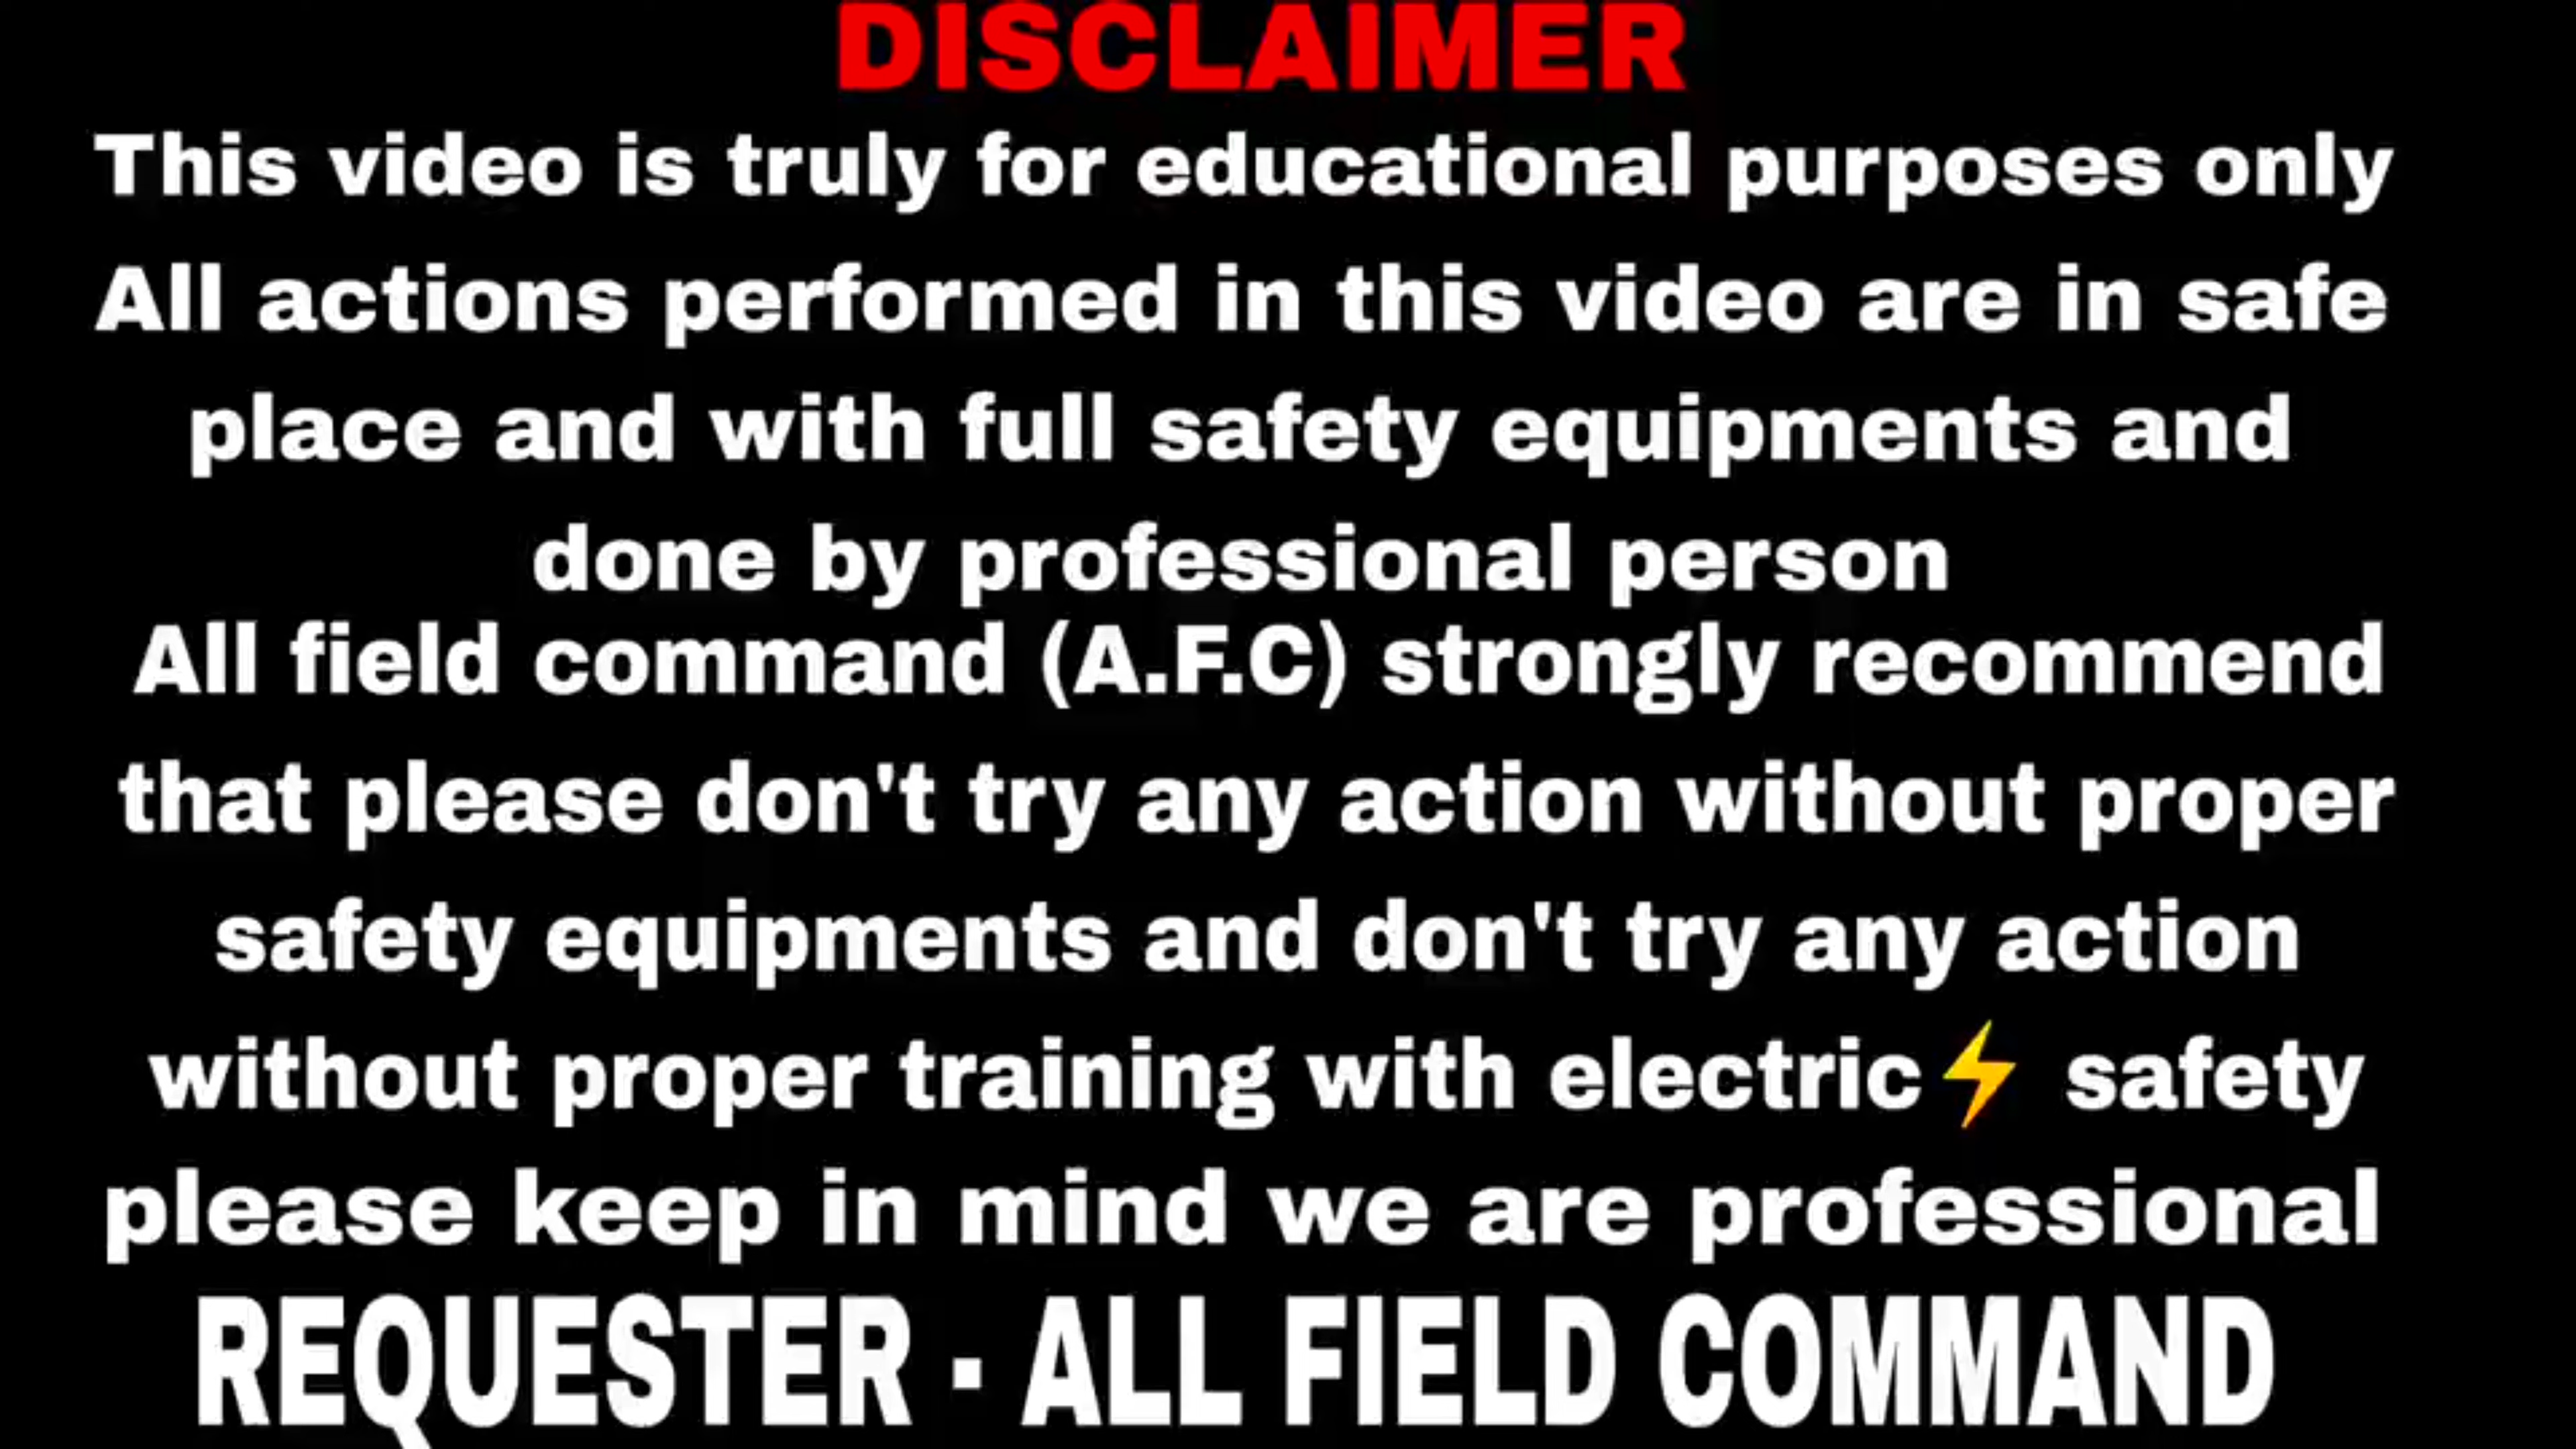 DISCLAIMER
This video is truly for educational purposes only
All actions performed in this video are in safe
place and with full safety equipments and
done by professional person
All field command (A.F.C) strongly recommend
that please don't try any action without proper
safety equipments and don't try any action
without proper training with electric⚡ safety
please keep in mind we are professional
REQUESTER - ALL FIELD COMMAND